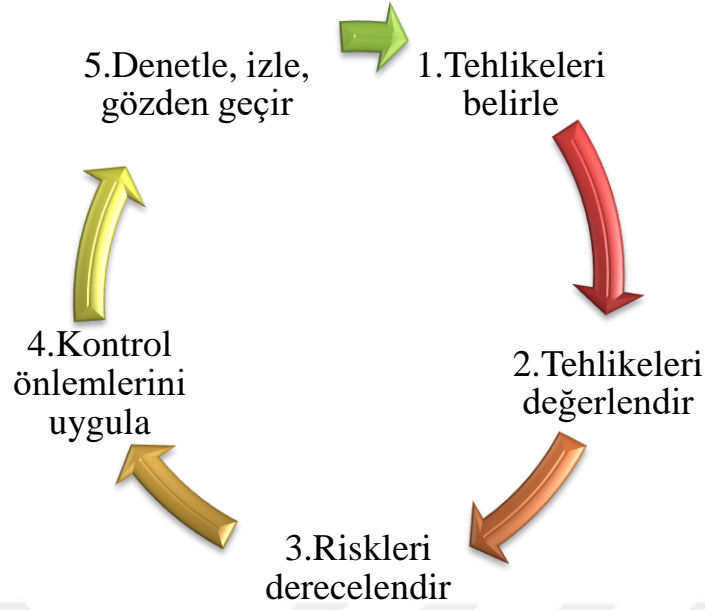 1.Tehlikeleri
belirle
2.Tehlikeleri
değerlendir
3.Riskleri
derecelendir
4.Kontrol
önlemlerini
uygula
5.Denetle, izle,
gözden geçir